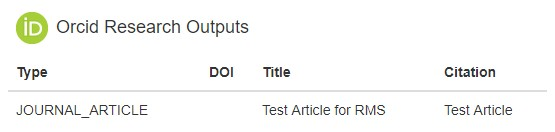 iD Orcid Research Outputs
Type DOI Title Citation
JOURNAL_ARTICLE Test Article for RMS Test Article